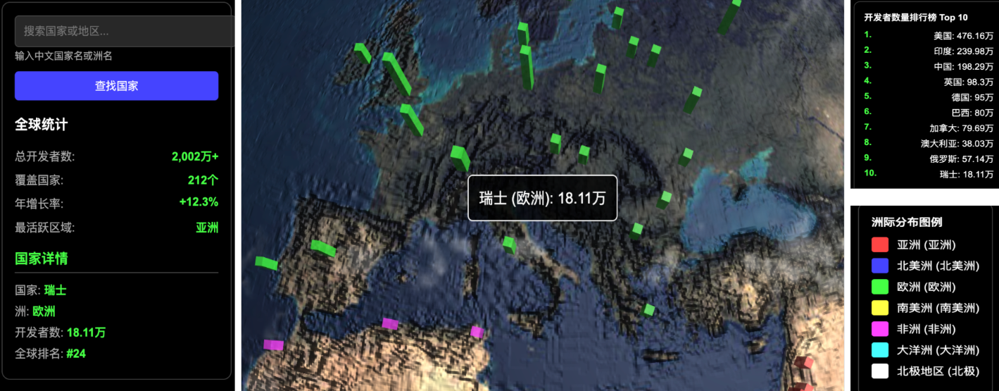 搜索国家或地区...
输入中文国家名或洲名
查找国家
全球统计
总开发者数: 2,002万+
覆盖国家: 212个
年增长率: +12.3%
最活跃区域: 亚洲
国家详情
国家: 瑞士
洲: 欧洲
开发者数: 18.11万
全球排名: #24
瑞士 (欧洲): 18.11万
开发者数量排行榜 Top 10
1. 美国: 476.16万
2. 印度: 239.98万
3. 中国: 198.29万
4. 英国: 98.3万
5. 德国: 95万
6. 巴西: 80万
7. 加拿大: 79.69万
8. 澳大利亚: 38.03万
9. 俄罗斯: 57.14万
10. 瑞士: 18.11万
洲际分布图例
亚洲 (亚洲)
北美洲 (北美洲)
欧洲 (欧洲)
南美洲 (南美洲)
非洲 (非洲)
大洋洲 (大洋洲)
北极地区 (北极)